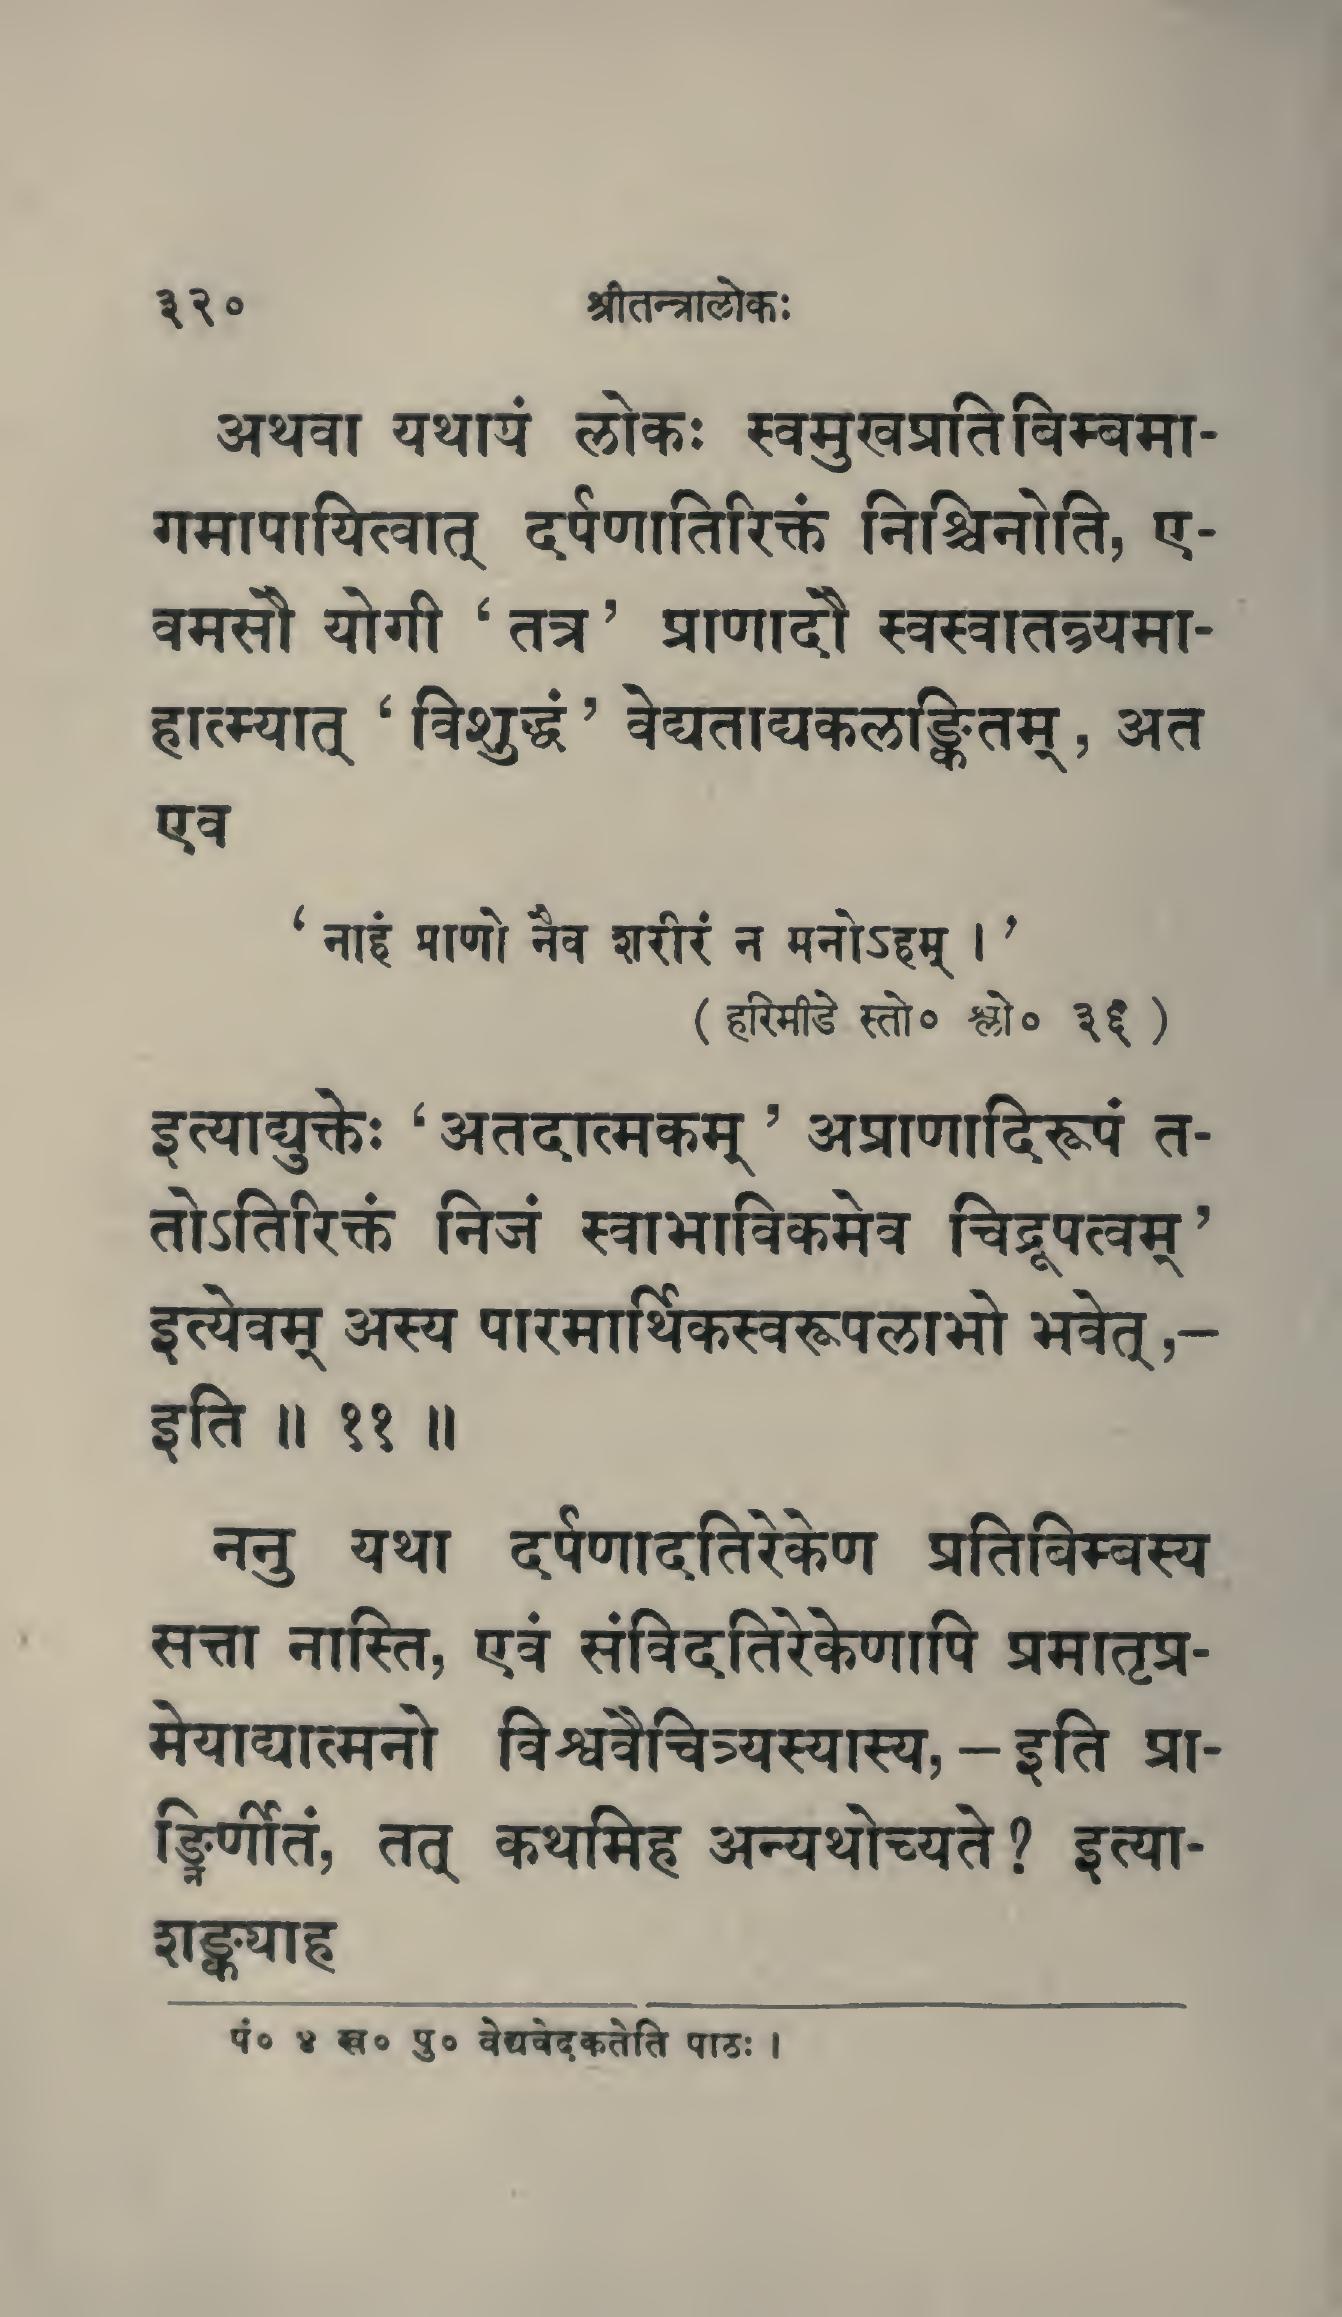 ३२०
श्रीतन्त्रालोकः
अथवा यथायं लोकः स्वमुखप्रतिबिम्बमा-
गमापायित्वात् दर्पणातिरिक्तं निश्चिनोति, ए-
वमसौ योगी ‘तत्र’ प्राणादौ स्वस्वातन्त्र्यमा-
हात्म्यात् ‘विशुद्धं’ वेद्यताद्यकलङ्कितम्, अत
एव
‘नाहं प्राणो नैव शरीरं न मनोऽहम् ।’
( हरिमीडे स्तो० श्लो० ३६ )
इत्याद्युक्तेः ‘अतदात्मकम्’ अप्राणादिरूपं त-
तोऽतिरिक्तं निजं स्वाभाविकमेव चिद्रूपत्वम्’
इत्येवम् अस्य पारमार्थिकस्वरूपलाभो भवेत्,–
इति ॥ ११ ॥
ननु यथा दर्पणादतिरेकेण प्रतिबिम्बस्य
सत्ता नास्ति, एवं संविदतिरेकेणापि प्रमातृप्र-
मेयाद्यात्मनो विश्ववैचित्र्यस्यास्य, – इति प्रा-
ङ्निर्णीतं, तत् कथमिह अन्यथोच्यते? इत्या-
शङ्क्याह
पं० ४ ख० पु० वेद्यवेदकतेति पाठः ।